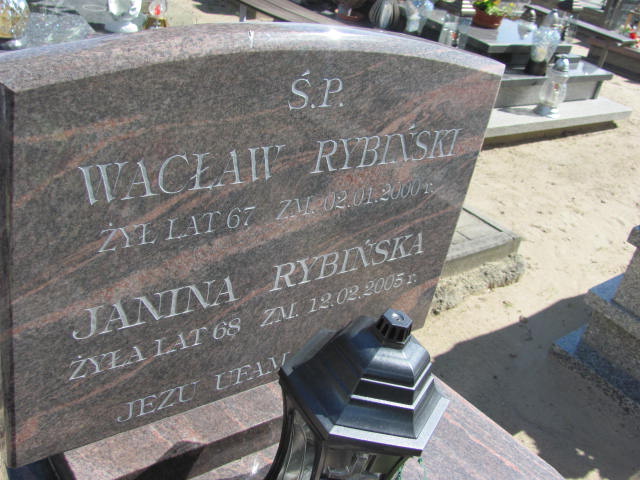 Ś.P.
WACŁAW RYBIŃSKI
ŻYŁ LAT 67 ZM. 02.01.2000 r.
JANINA RYBIŃSKA
ŻYŁA LAT 68 ZM. 12.02.2005 r.
JEZU UFAM